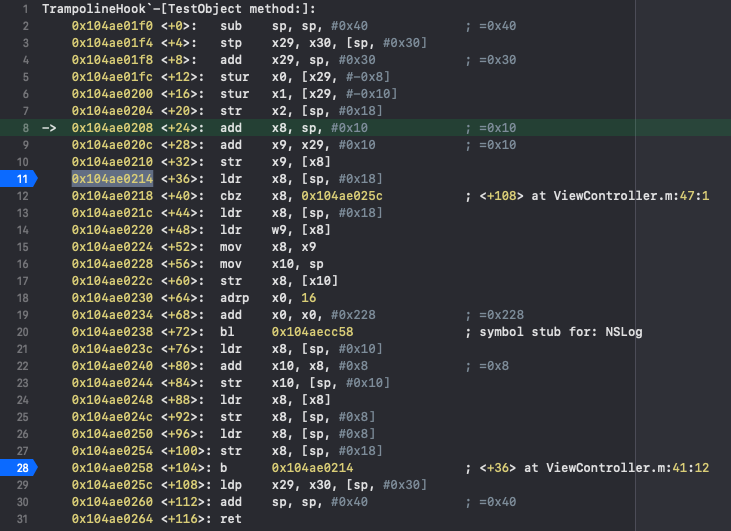 1 TrampolineHook`-[TestObject method:]:
2 0x104ae01f0 <+0>: sub sp, sp, #0x40 ; =0x40
3 0x104ae01f4 <+4>: stp x29, x30, [sp, #0x30]
4 0x104ae01f8 <+8>: add x29, sp, #0x30 ; =0x30
5 0x104ae01fc <+12>: stur x0, [x29, #-0x8]
6 0x104ae0200 <+16>: stur x1, [x29, #-0x10]
7 0x104ae0204 <+20>: str x2, [sp, #0x18]
8 -> 0x104ae0208 <+24>: add x8, sp, #0x10 ; =0x10
9 0x104ae020c <+28>: add x9, x29, #0x10 ; =0x10
10 0x104ae0210 <+32>: str x9, [x8]
11 0x104ae0214 <+36>: ldr x8, [sp, #0x18]
12 0x104ae0218 <+40>: cbz x8, 0x104ae025c ; <+108> at ViewController.m:47:1
13 0x104ae021c <+44>: ldr x8, [sp, #0x18]
14 0x104ae0220 <+48>: ldr w9, [x8]
15 0x104ae0224 <+52>: mov x8, x9
16 0x104ae0228 <+56>: mov x10, sp
17 0x104ae022c <+60>: str x8, [x10]
18 0x104ae0230 <+64>: adrp x0, 16
19 0x104ae0234 <+68>: add x0, x0, #0x228 ; =0x228
20 0x104ae0238 <+72>: bl 0x104aecc58 ; symbol stub for: NSLog
21 0x104ae023c <+76>: ldr x8, [sp, #0x10]
22 0x104ae0240 <+80>: add x10, x8, #0x8 ; =0x8
23 0x104ae0244 <+84>: str x10, [sp, #0x10]
24 0x104ae0248 <+88>: ldr x8, [x8]
25 0x104ae024c <+92>: str x8, [sp, #0x8]
26 0x104ae0250 <+96>: ldr x8, [sp, #0x8]
27 0x104ae0254 <+100>: str x8, [sp, #0x18]
28 0x104ae0258 <+104>: b 0x104ae0214 ; <+36> at ViewController.m:41:12
29 0x104ae025c <+108>: ldp x29, x30, [sp, #0x30]
30 0x104ae0260 <+112>: add sp, sp, #0x40 ; =0x40
31 0x104ae0264 <+116>: ret